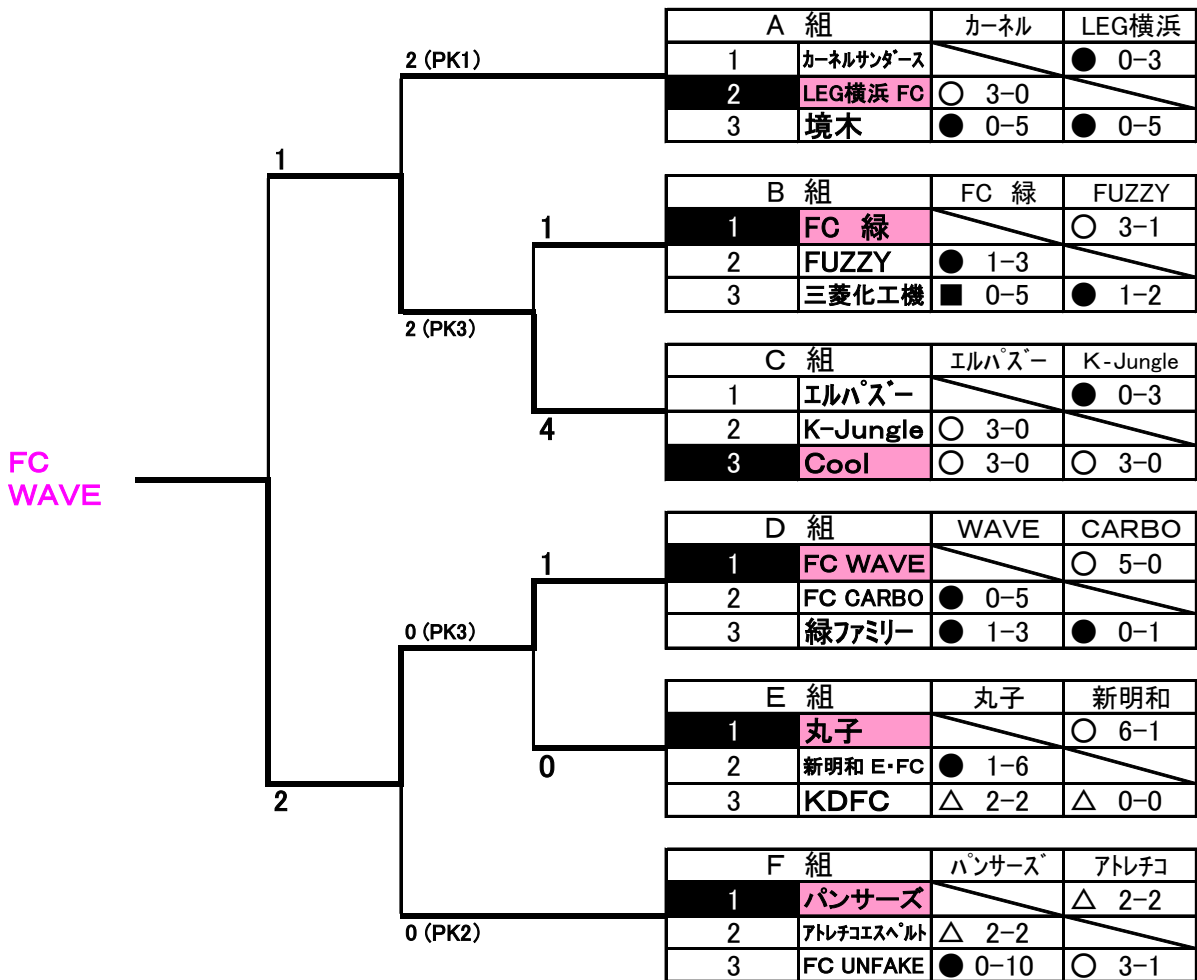 2 (PK1)
1
1
2 (PK3)
4
FC
WAVE
1
0 (PK3)
0
2
0 (PK2)
A 組 カーネル LEG横浜
1 カーネルサンダース ● 0-3
2 LEG横浜 FC ○ 3-0
3 境木 ● 0-5 ● 0-5
B 組 FC 緑 FUZZY
1 FC 緑 ○ 3-1
2 FUZZY ● 1-3
3 三菱化工機 ■ 0-5 ● 1-2
C 組 エルパズー K-Jungle
1 エルパズー ● 0-3
2 K-Jungle ○ 3-0
3 Cool ○ 3-0 ○ 3-0
D 組 WAVE CARBO
1 FC WAVE ○ 5-0
2 FC CARBO ● 0-5
3 緑ファミリー ● 1-3 ● 0-1
E 組 丸子 新明和
1 丸子 ○ 6-1
2 新明和 E・FC ● 1-6
3 KDFC △ 2-2 △ 0-0
F 組 パンサーズ アトレチコ
1 パンサーズ △ 2-2
2 アトレチコエスペルト △ 2-2
3 FC UNFAKE ● 0-10 ○ 3-1